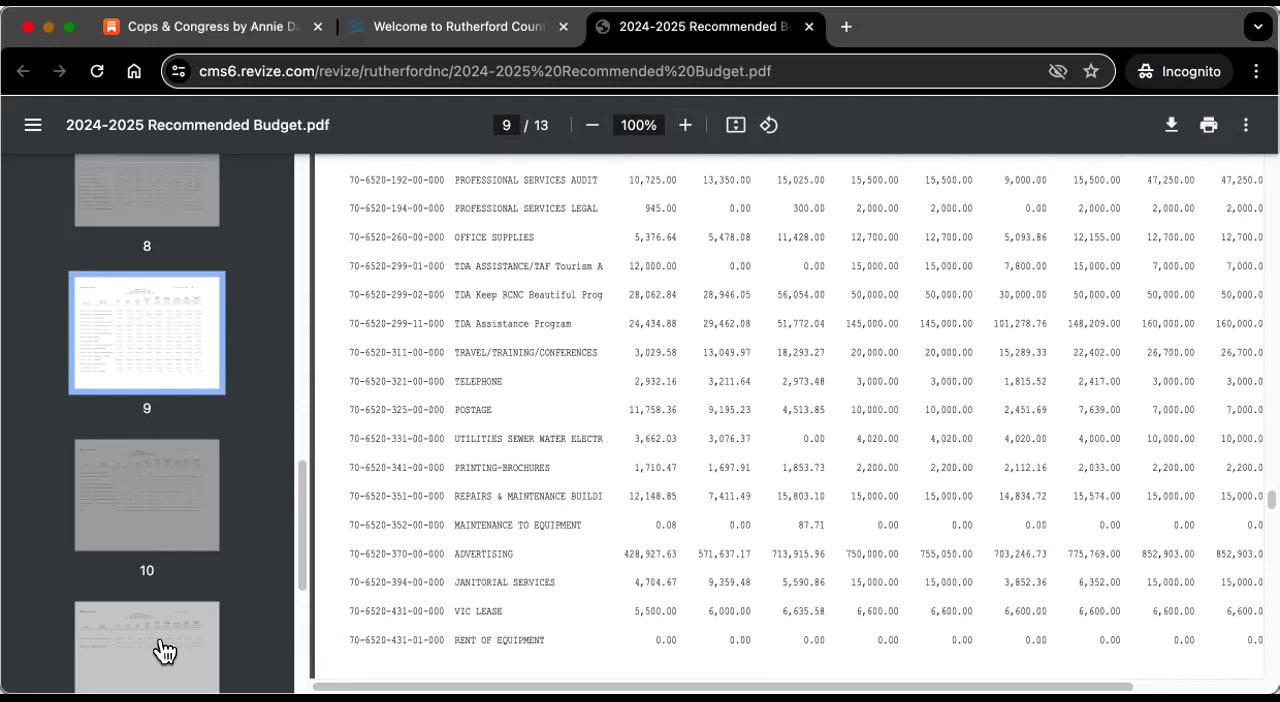 Cops & Congress by Annie Da
Welcome to Rutherford Coun
2024-2025 Recommended B
cms6.revize.com/revize/rutherfordnc/2024-2025%20Recommended%20Budget.pdf
Incognito
2024-2025 Recommended Budget.pdf
9 / 13
100%
8
9
10
70-6520-192-00-000 PROFESSIONAL SERVICES AUDIT 10,725.00 13,350.00 15,025.00 15,500.00 15,500.00 9,000.00 15,500.00 47,250.00 47,250.0
70-6520-194-00-000 PROFESSIONAL SERVICES LEGAL 945.00 0.00 300.00 2,000.00 2,000.00 0.00 2,000.00 2,000.00 2,000.0
70-6520-260-00-000 OFFICE SUPPLIES 5,376.64 5,478.08 11,428.00 12,700.00 12,700.00 5,093.86 12,155.00 12,700.00 12,700.0
70-6520-299-01-000 TDA ASSISTANCE/TAF Tourism A 12,000.00 0.00 0.00 15,000.00 15,000.00 7,800.00 15,000.00 7,000.00 7,000.0
70-6520-299-02-000 TDA Keep RCNC Beautiful Prog 28,062.84 28,946.05 56,054.00 50,000.00 50,000.00 30,000.00 50,000.00 50,000.00 50,000.0
70-6520-299-11-000 TDA Assistance Program 24,434.88 29,462.08 51,772.04 145,000.00 145,000.00 101,278.76 148,209.00 160,000.00 160,000.0
70-6520-311-00-000 TRAVEL/TRAINING/CONFERENCES 3,029.58 13,049.97 18,297.27 20,000.00 20,000.00 15,289.33 22,402.00 26,700.00 26,700.0
70-6520-321-00-000 TELEPHONE 2,932.16 3,211.64 2,973.48 3,000.00 3,000.00 1,815.52 2,417.00 3,000.00 3,000.0
70-6520-325-00-000 POSTAGE 11,758.36 9,195.23 4,513.85 10,000.00 10,000.00 2,451.69 7,639.00 7,000.00 7,000.0
70-6520-331-00-000 UTILITIES SEWER WATER ELECTR 3,662.03 3,076.37 0.00 4,020.00 4,020.00 4,020.00 4,000.00 10,000.00 10,000.0
70-6520-341-00-000 PRINTING-BROCHURES 1,710.47 1,697.91 1,853.73 2,200.00 2,200.00 2,112.16 2,033.00 2,200.00 2,200.0
70-6520-351-00-000 REPAIRS & MAINTENANCE BUILDI 12,148.85 7,411.49 15,803.10 15,000.00 15,000.00 14,834.72 15,574.00 15,000.00 15,000.0
70-6520-352-00-000 MAINTENANCE TO EQUIPMENT 0.08 0.00 87.71 0.00 0.00 0.00 0.00 0.00 0.0
70-6520-370-00-000 ADVERTISING 428,927.63 571,637.17 713,915.96 750,000.00 755,050.00 703,246.73 775,769.00 852,903.00 852,903.0
70-6520-394-00-000 JANITORIAL SERVICES 4,704.67 9,359.48 5,590.86 15,000.00 15,000.00 3,852.36 6,352.00 15,000.00 15,000.0
70-6520-431-00-000 VIC LEASE 5,500.00 6,000.00 6,635.58 6,600.00 6,600.00 6,600.00 6,600.00 6,600.00 6,600.0
70-6520-431-01-000 RENT OF EQUIPMENT 0.00 0.00 0.00 0.00 0.00 0.00 0.00 0.00 0.0